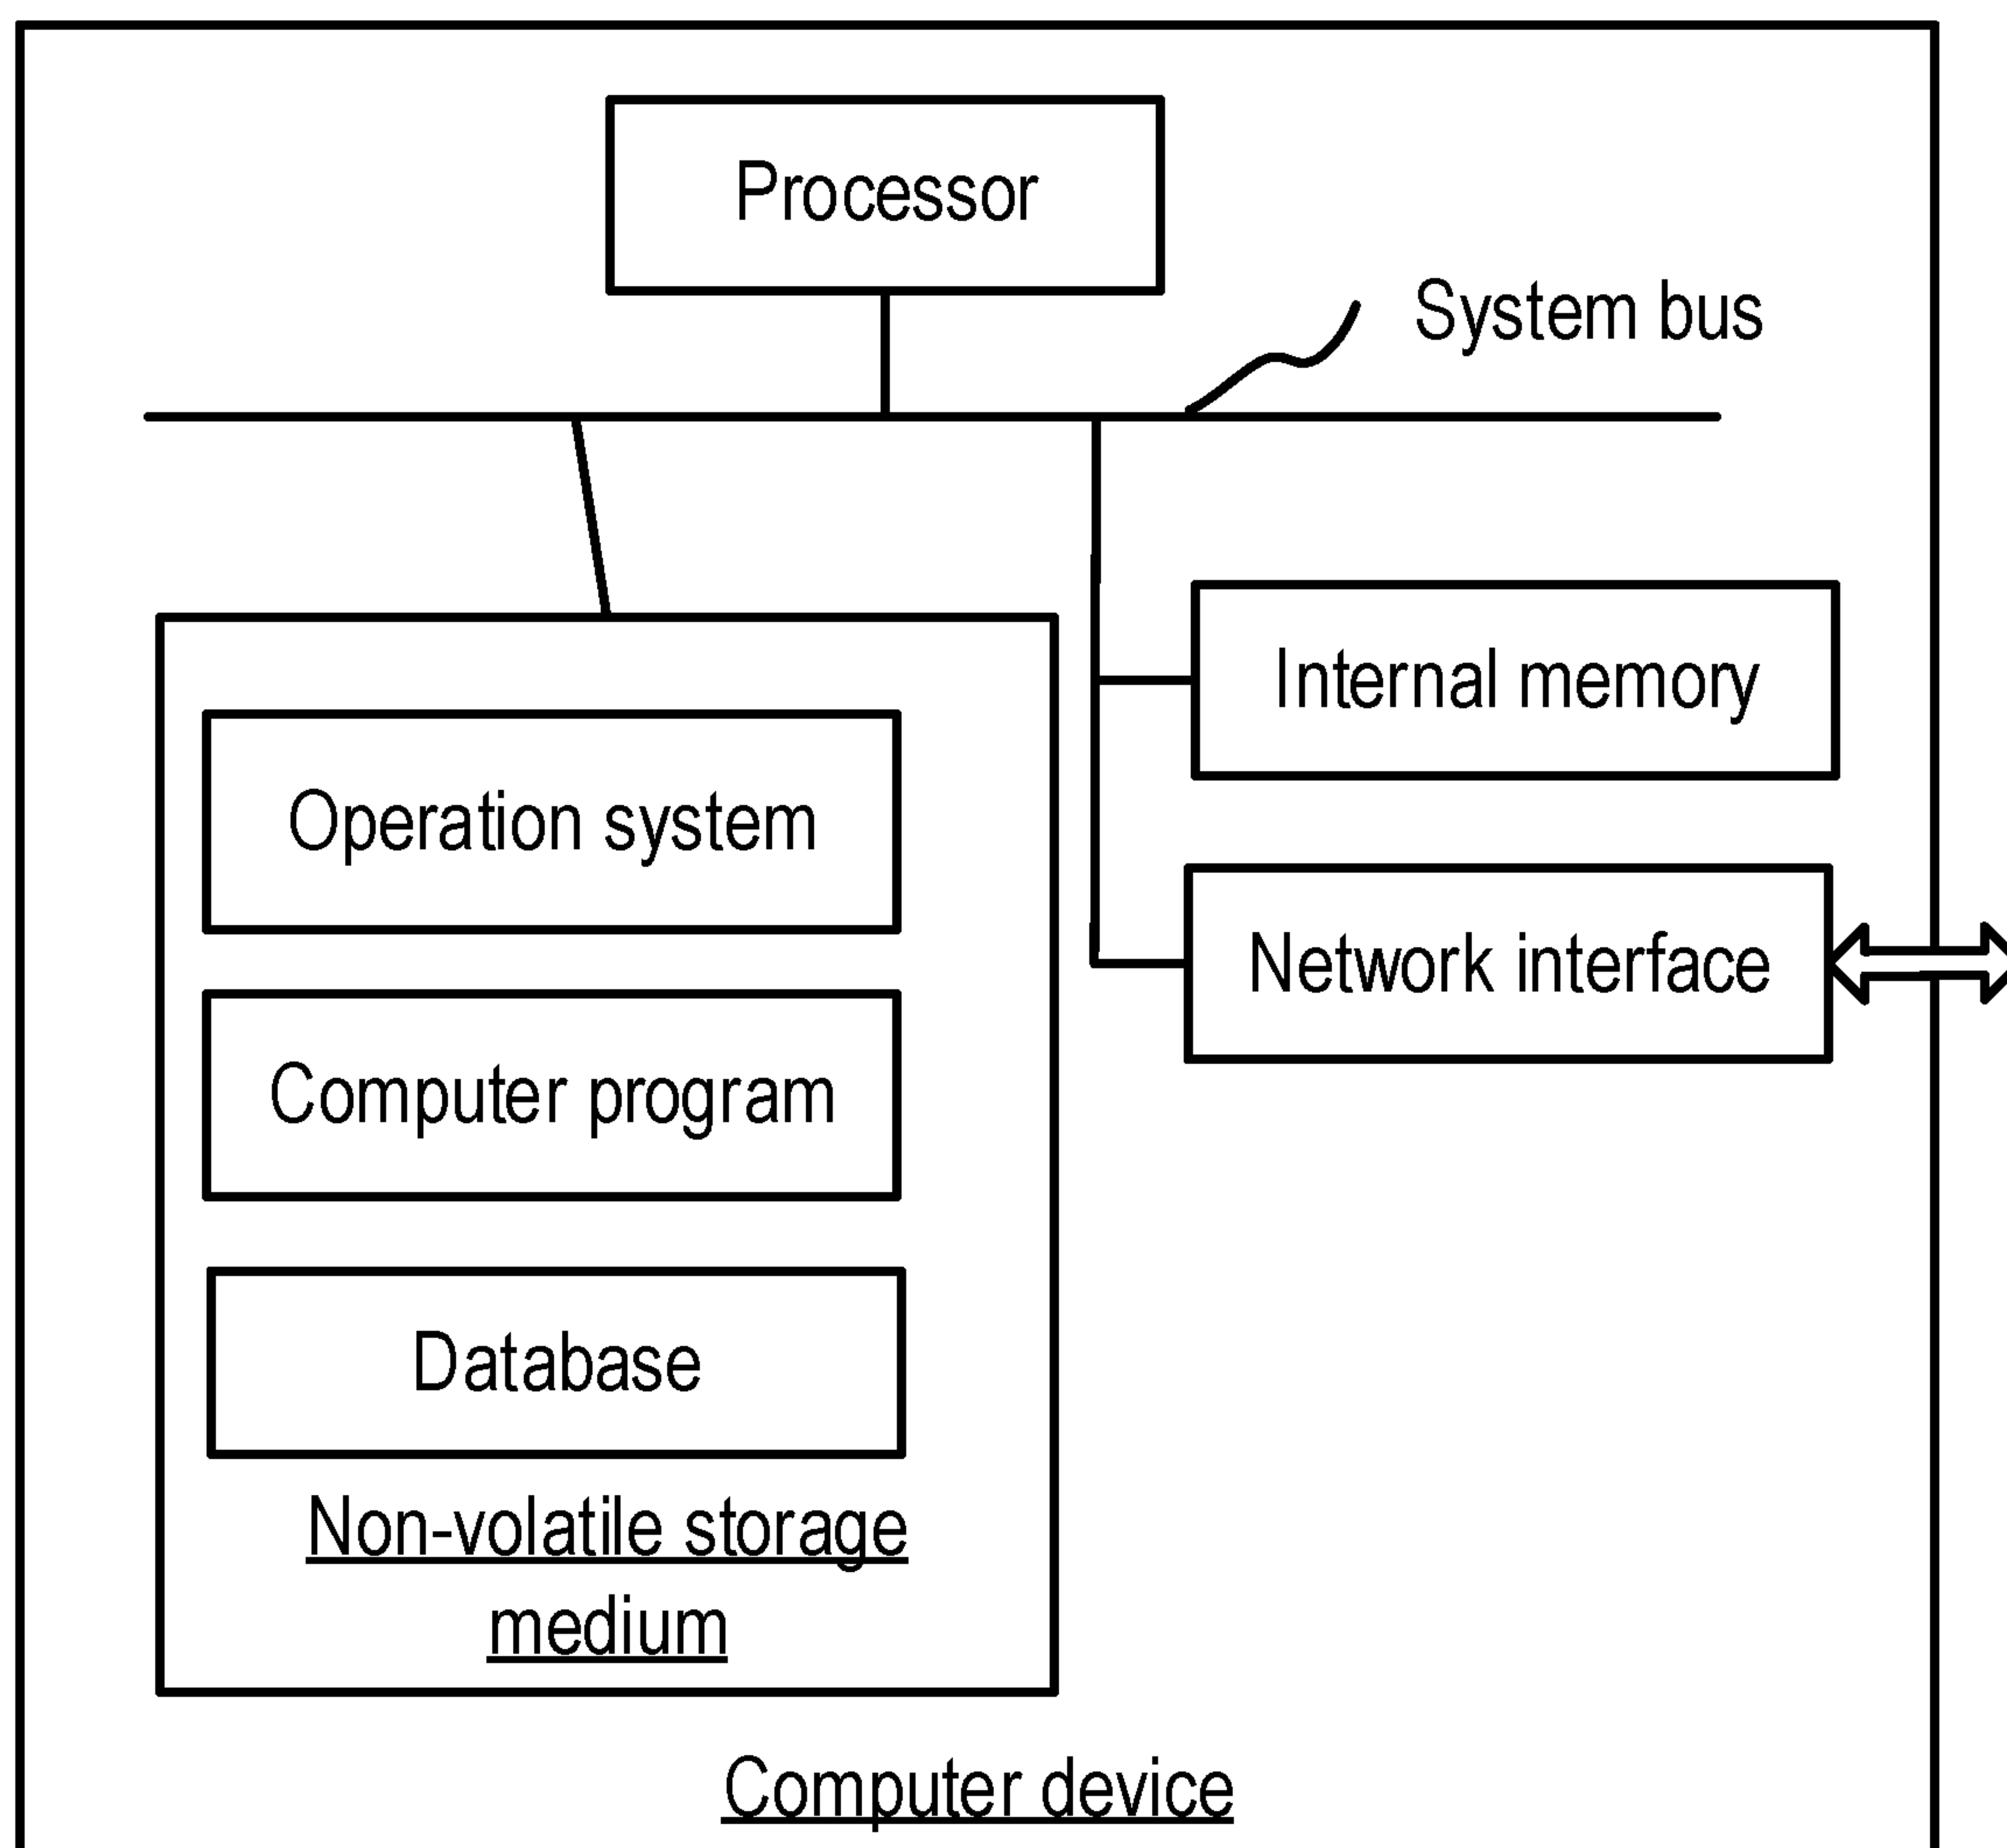 Processor
System bus
Internal memory
Operation system
Network interface
Computer program
Database
Non-volatile storage
medium
Computer device